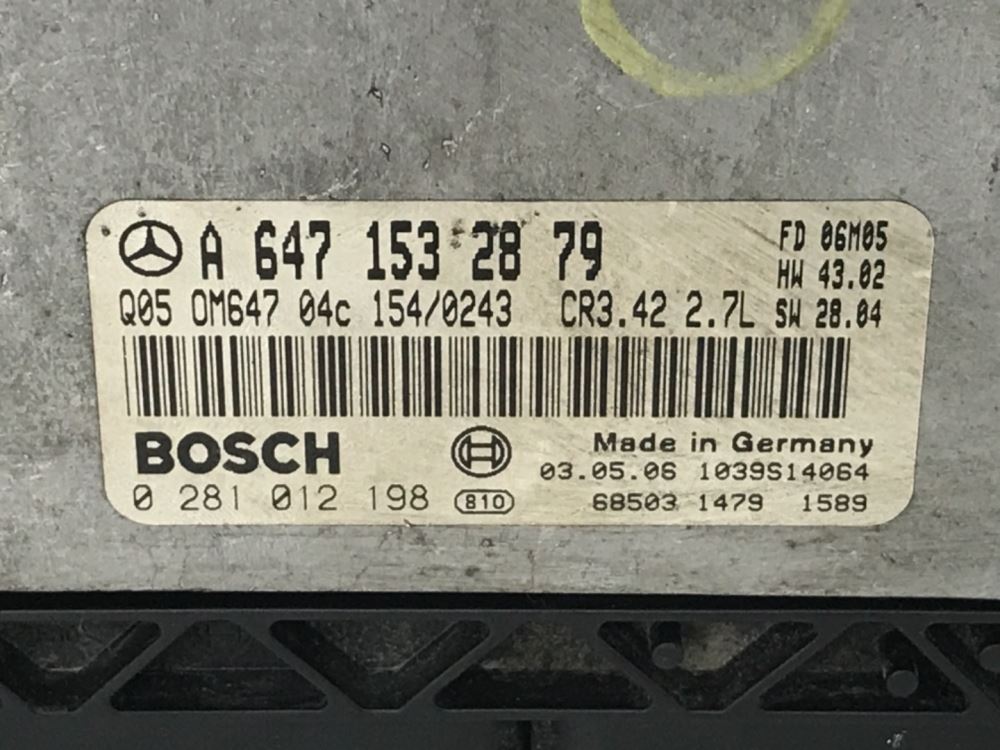 A 647 153 28 79
FD 06M05
HW 43.02
Q05 OM647 04c 154/0243 CR3.42 2.7L SW 28.04
BOSCH
Made in Germany
03.05.06 1039S14064
0 281 012 198 810 68503 1479 1589